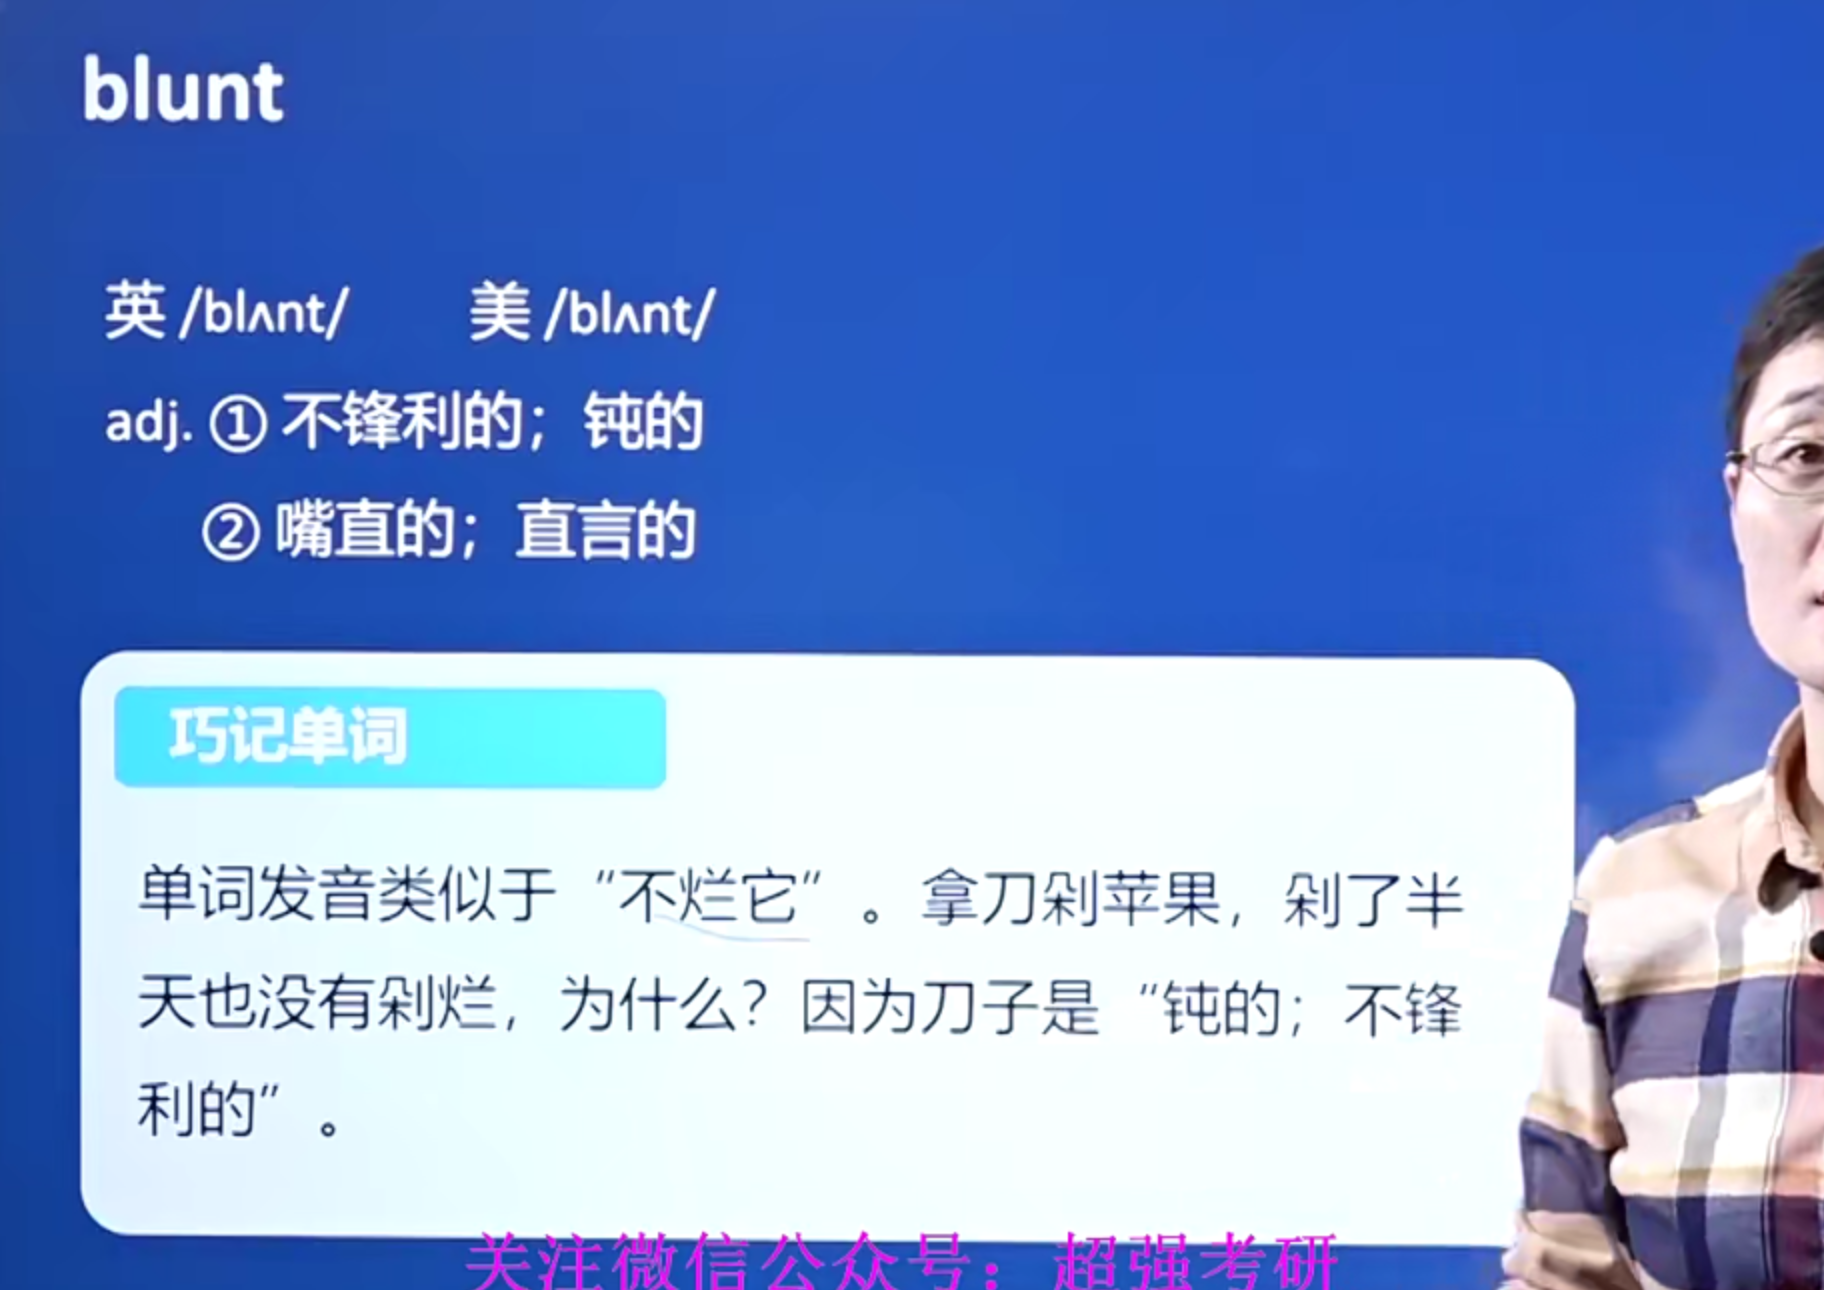 blunt
英 /blʌnt/ 美 /blʌnt/
adj. ① 不锋利的；钝的
② 嘴直的；直言的
巧记单词
单词发音类似于“不烂它”。拿刀剁苹果，剁了半
天也没有剁烂，为什么？因为刀子是“钝的；不锋
利的”。
关注微信公众号：超强考研